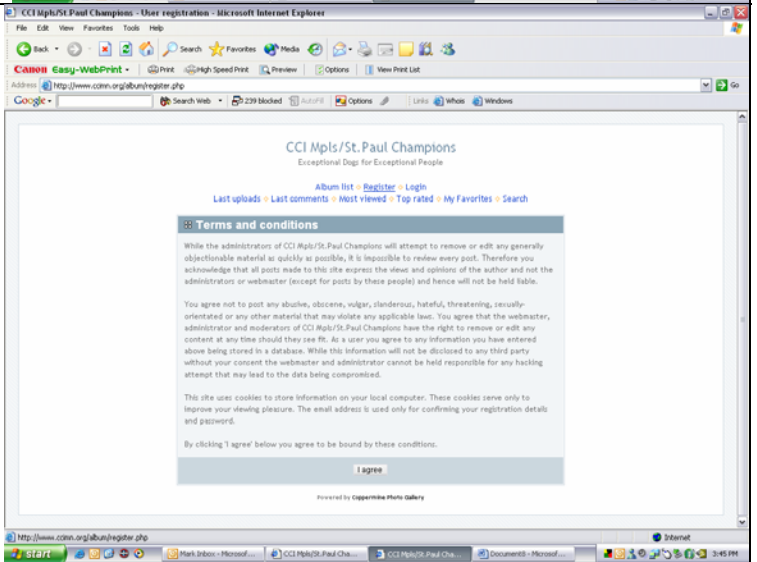 CCI Mpls/St.Paul Champions - User registration - Microsoft Internet Explorer
File Edit View Favorites Tools Help
Back Search Favorites Media
Canon Easy-WebPrint Print High Speed Print Preview Options View Print List
Address http://www.ccimn.org/album/register.php Go
Google Search Web 239 blocked AutoFill Options Links Whois Windows
CCI Mpls/St.Paul Champions
Exceptional Dogs for Exceptional People
Album list Register Login
Last uploads Last comments Most viewed Top rated My Favorites Search
Terms and conditions
While the administrators of CCI Mpls/St.Paul Champions will attempt to remove or edit any generally
objectionable material as quickly as possible, it is impossible to review every post. Therefore you
acknowledge that all posts made to this site express the views and opinions of the author and not the
administrators or webmaster (except for posts by these people) and hence will not be held liable.
You agree not to post any abusive, obscene, vulgar, slanderous, hateful, threatening, sexually-
orientated or any other material that may violate any applicable laws. You agree that the webmaster,
administrator and moderators of CCI Mpls/St.Paul Champions have the right to remove or edit any
content at any time should they see fit. As a user you agree to any information you have entered
above being stored in a database. While this information will not be disclosed to any third party
without your consent the webmaster and administrator cannot be held responsible for any hacking
attempt that may lead to the data being compromised.
This site uses cookies to store information on your local computer. These cookies serve only to
improve your viewing pleasure. The email address is used only for confirming your registration details
and password.
By clicking 'I agree' below you agree to be bound by these conditions.
I agree
Powered by Coppermine Photo Gallery
http://www.ccimn.org/album/register.php Internet
start Mark Inbox - Microsof... CCI Mpls/St.Paul Cha... CCI Mpls/St.Paul Cha... Document8 - Microsof... 3:45 PM